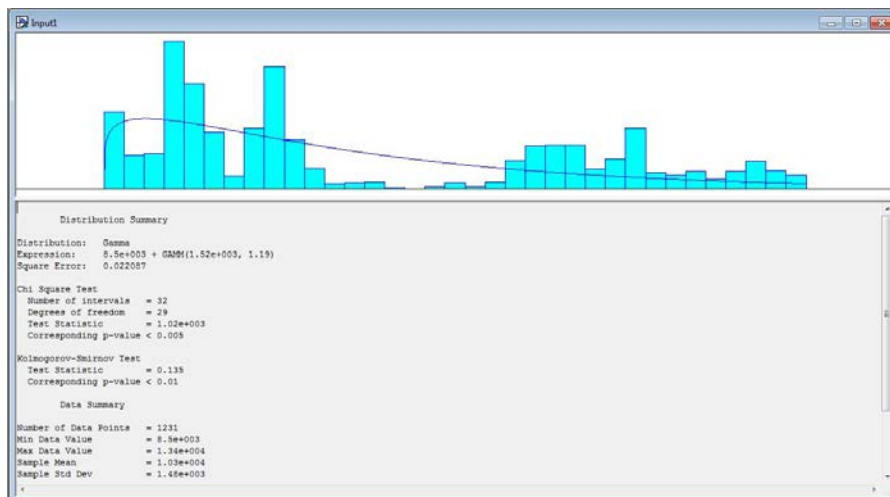 Input1
Distribution Summary
Distribution: Gamma
Expression: 8.5e+003 + GAMM(1.52e+003, 1.19)
Square Error: 0.022087
Chi Square Test
Number of intervals = 32
Degrees of freedom = 29
Test Statistic = 1.02e+003
Corresponding p-value < 0.005
Kolmogorov-Smirnov Test
Test Statistic = 0.135
Corresponding p-value < 0.01
Data Summary
Number of Data Points = 1231
Min Data Value = 8.5e+003
Max Data Value = 1.34e+004
Sample Mean = 1.03e+004
Sample Std Dev = 1.48e+003